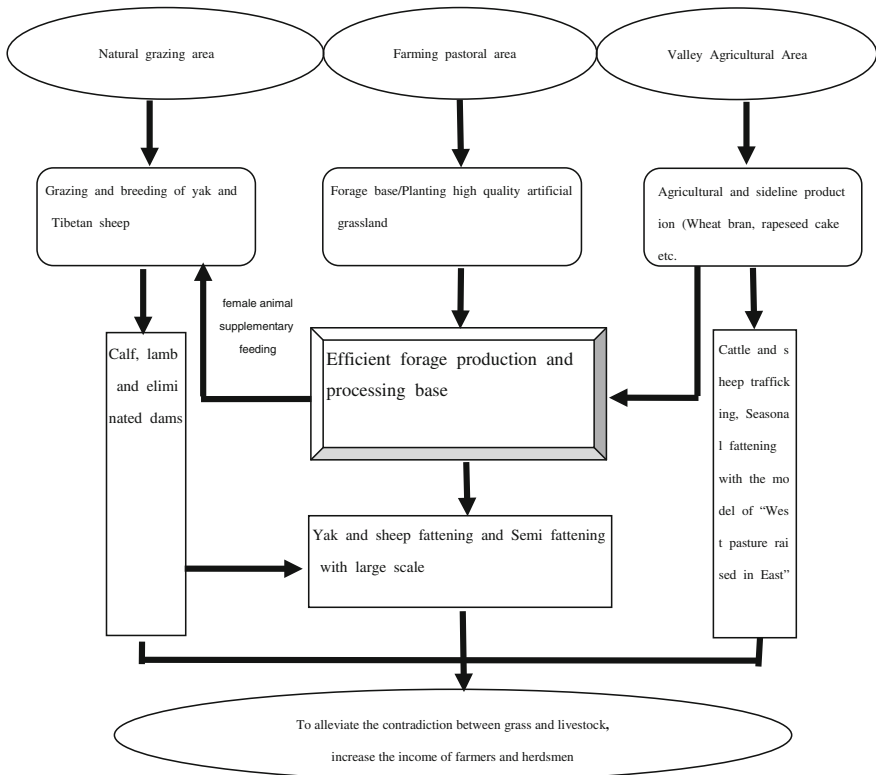 Natural grazing area
Farming pastoral area
Valley Agricultural Area
Grazing and breeding of yak and
Tibetan sheep
Forage base/Planting high quality artificial
grassland
Agricultural and sideline product
ion (Wheat bran, rapeseed cake
etc.
female animal
supplementary
feeding
Calf, lamb
and elimi
nated dams
Efficient forage production and
processing base
Cattle and s
heep traffick
ing, Seasona
l fattening
with the mo
del of “Wes
t pasture rai
sed in East”
Yak and sheep fattening and Semi fattening
with large scale
To alleviate the contradiction between grass and livestock,
increase the income of farmers and herdsmen